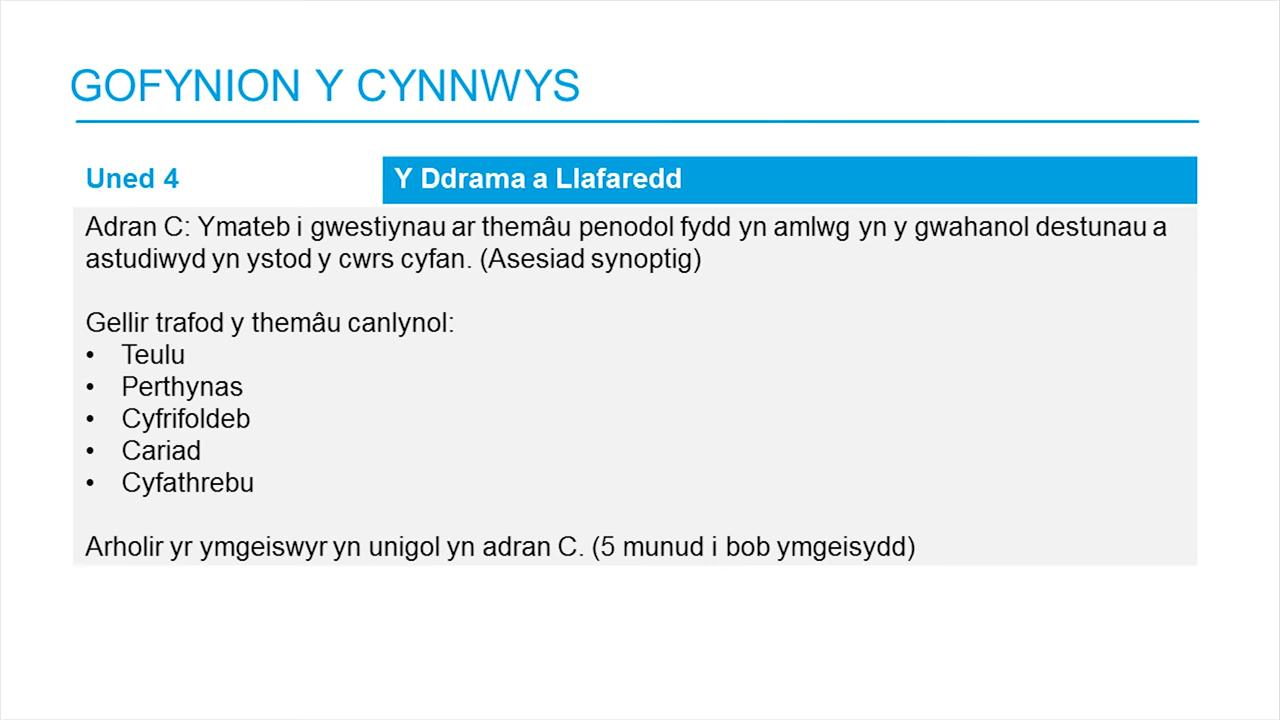 GOFYNION Y CYNNWYS
Uned 4
Y Ddrama a Llafaredd
Adran C: Ymateb i gwestiynau ar themâu penodol fydd yn amlwg yn y gwahanol destunau a
astudiwyd yn ystod y cwrs cyfan. (Asesiad synoptig)
Gellir trafod y themâu canlynol:
• Teulu
• Perthynas
• Cyfrifoldeb
• Cariad
• Cyfathrebu
Arholir yr ymgeiswyr yn unigol yn adran C. (5 munud i bob ymgeisydd)